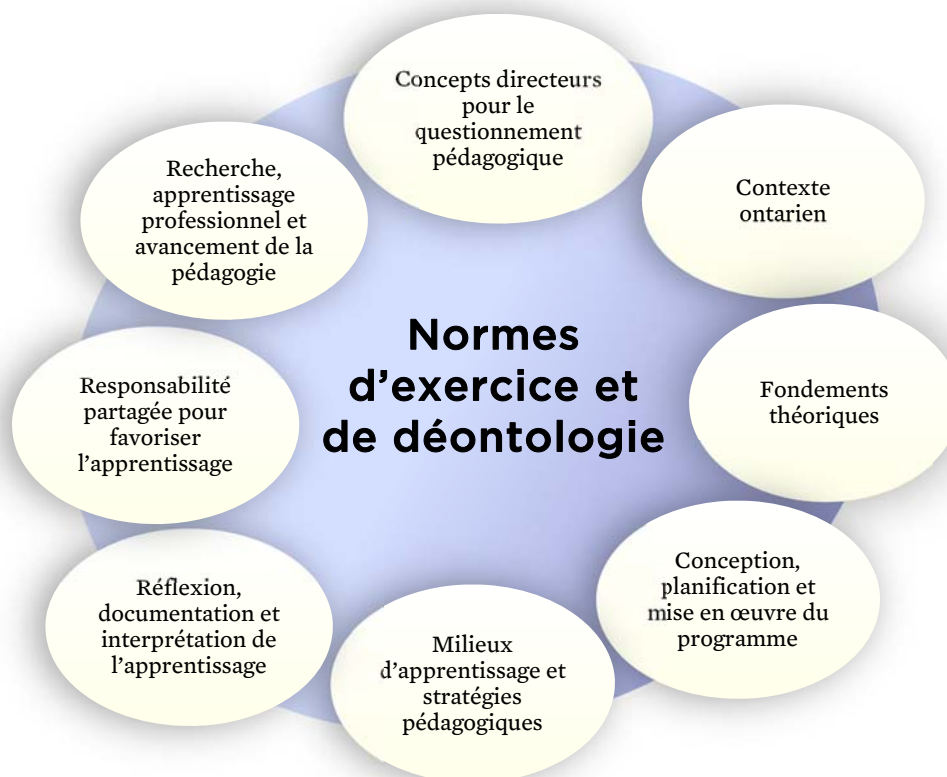 Concepts directeurs
pour le
questionnement
pédagogique
Contexte
ontarien
Fondements
théoriques
Conception,
planification et
mise en œuvre du
programme
Milieux
d'apprentissage et
stratégies
pédagogiques
Réflexion,
documentation et
interprétation de
l'apprentissage
Responsabilité
partagée pour
favoriser
l'apprentissage
Recherche,
apprentissage
professionnel et
avancement de la
pédagogie
Normes
d'exercice et
de déontologie